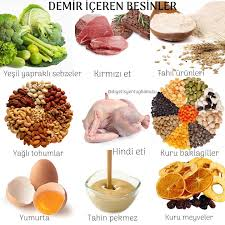 DEMİR İÇEREN BESİNLER
Yeşil yapraklı sebzeler
Kırmızı et
Tahıl ürünleri
Yağlı tohumlar
Hindi eti
Kuru baklagiller
Yumurta
Tahin pekmez
Kuru meyveler